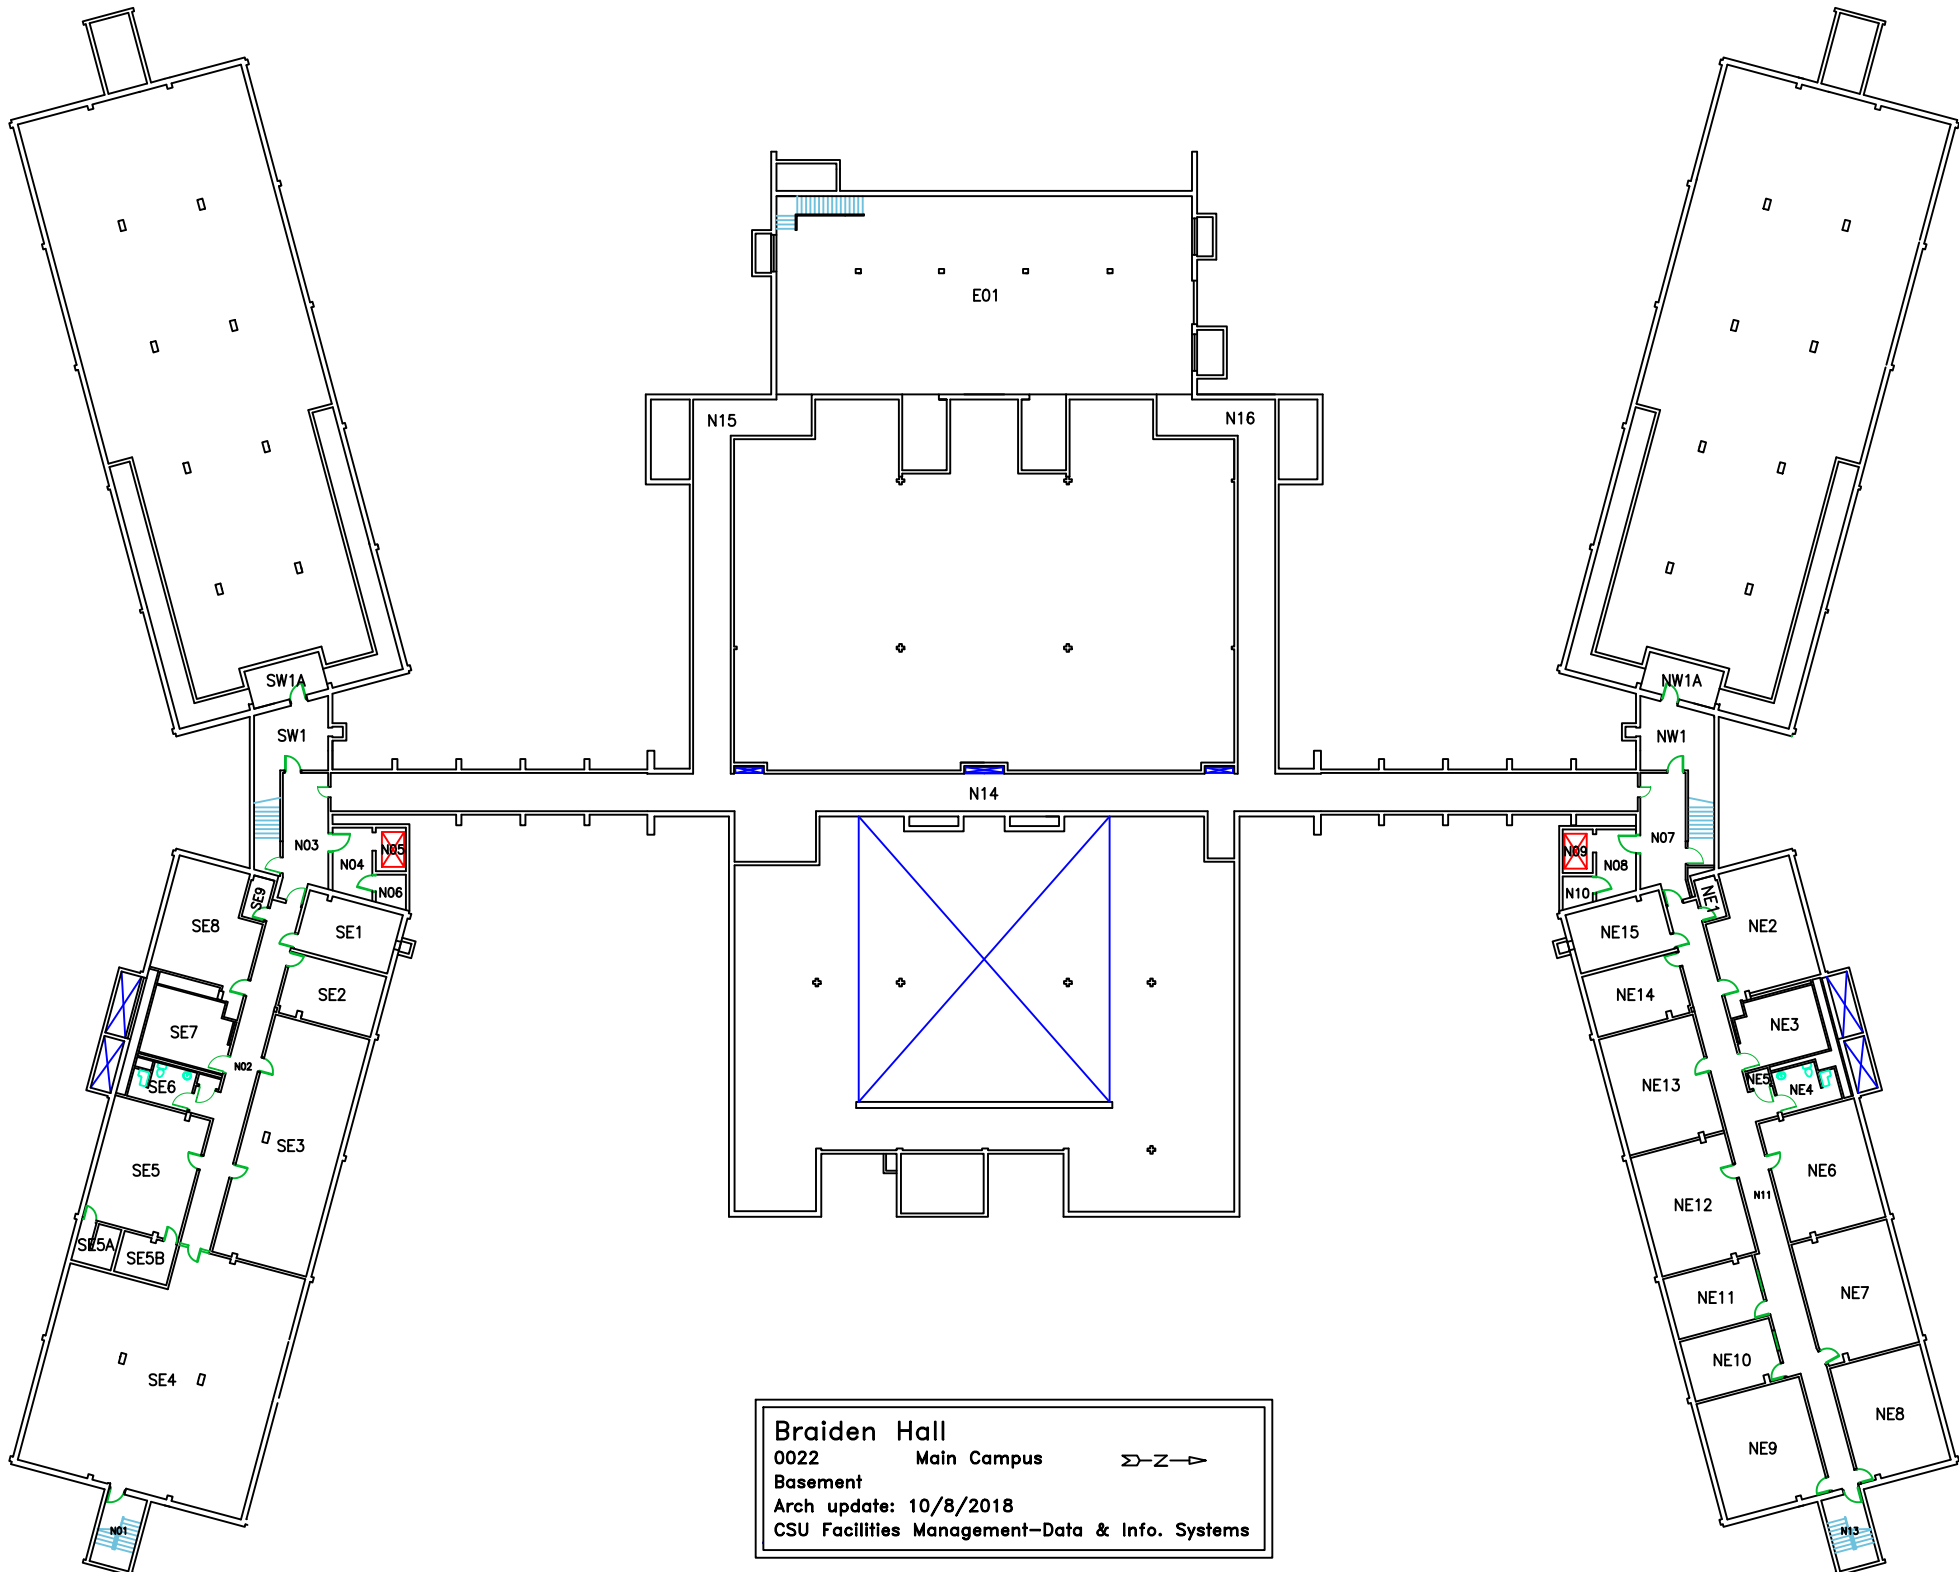 E01
N15
N16
SW1A
NW1A
SW1
NW1
N14
N03
N07
N04
N05
N09
N08
N06
N10
SE9
NE1
SE8
SE1
NE15
NE2
SE2
NE14
SE7
NE3
N02
SE6
NE13
NE5
NE4
SE3
SE5
NE6
N11
NE12
SE5A
SE5B
NE11
NE7
NE10
SE4
NE8
NE9
Braiden Hall
0022 Main Campus N
Basement
Arch update: 10/8/2018
CSU Facilities Management-Data & Info. Systems
N01
N13